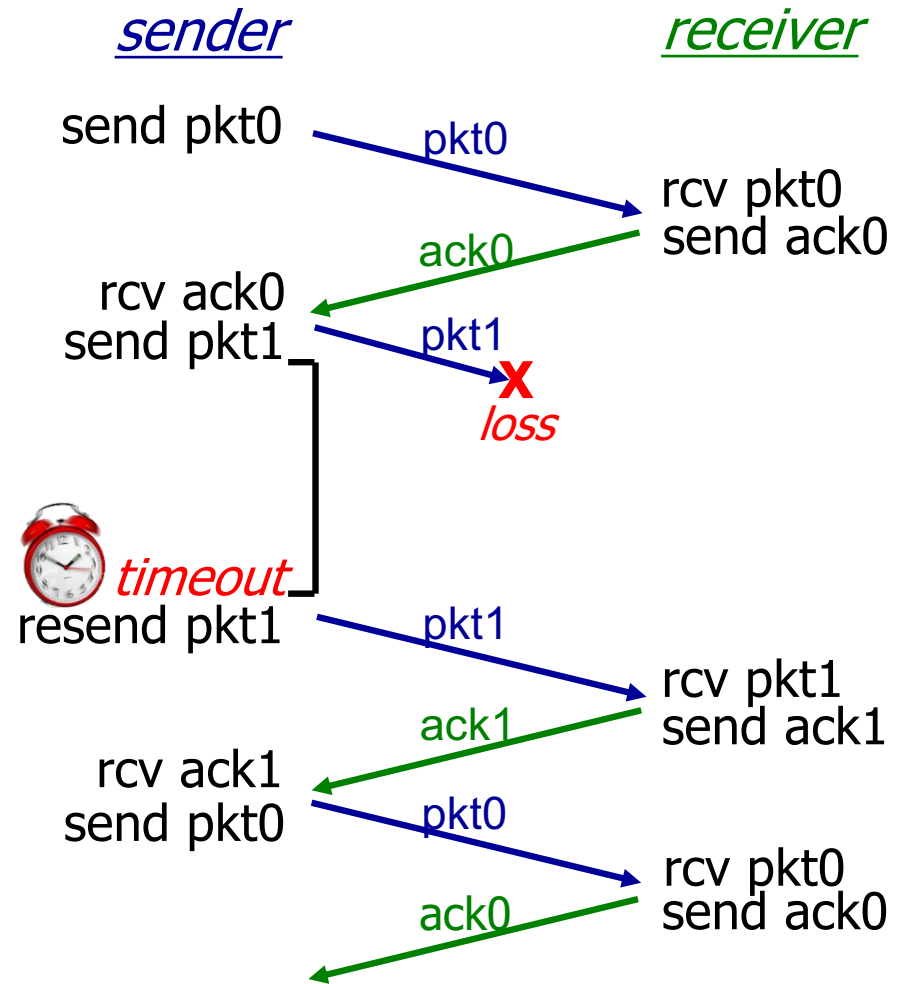 sender
receiver
send pkt0
pkt0
rcv pkt0
send ack0
ack0
rcv ack0
send pkt1
pkt1
X
loss
timeout
resend pkt1
pkt1
rcv pkt1
send ack1
ack1
rcv ack1
send pkt0
pkt0
rcv pkt0
send ack0
ack0